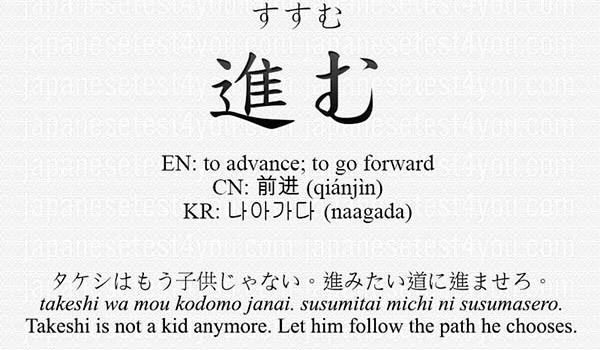 すすむ
進む
EN: to advance; to go forward
CN: 前进 (qiánjìn)
KR: 나아가다 (naagada)
タケシはもう子供じゃない。進みたい道に進ませろ。
takeshi wa mou kodomo janai. susumitai michi ni susumasero.
Takeshi is not a kid anymore. Let him follow the path he chooses.